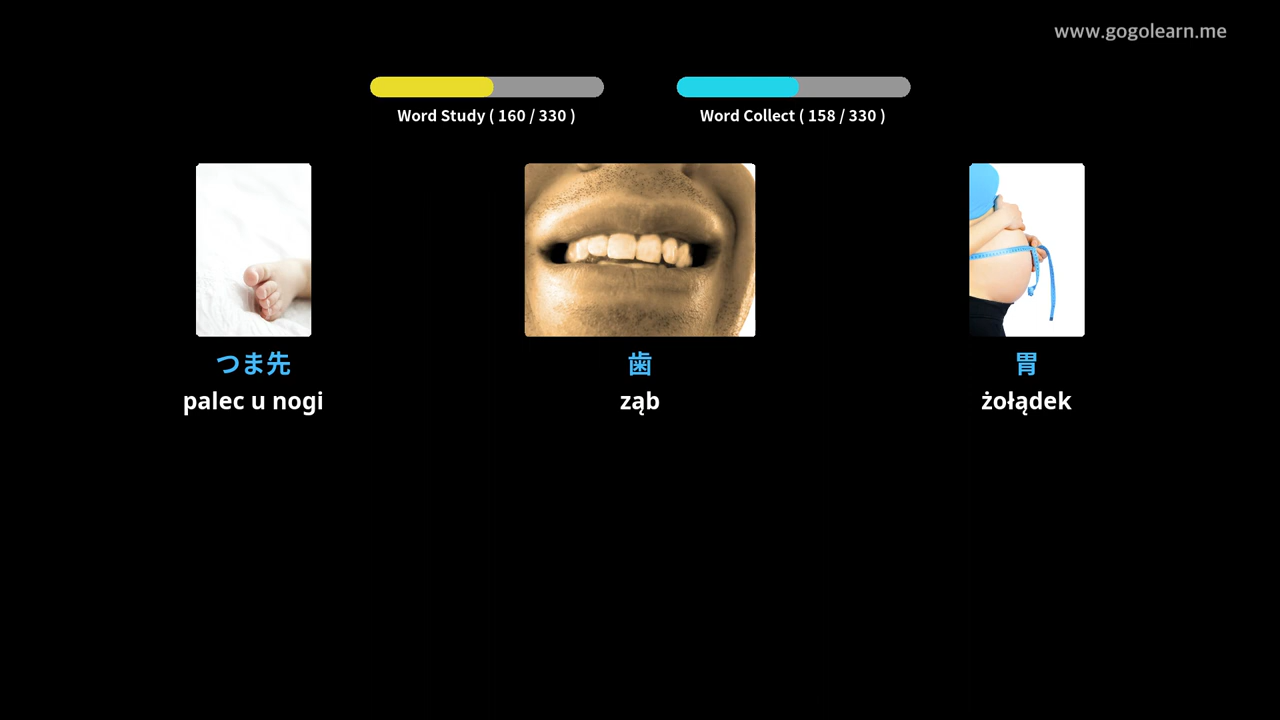 www.gogolearn.me
Word Study ( 160 / 330 )
Word Collect ( 158 / 330 )
つま先
palec u nogi
歯
ząb
胃
żołądek